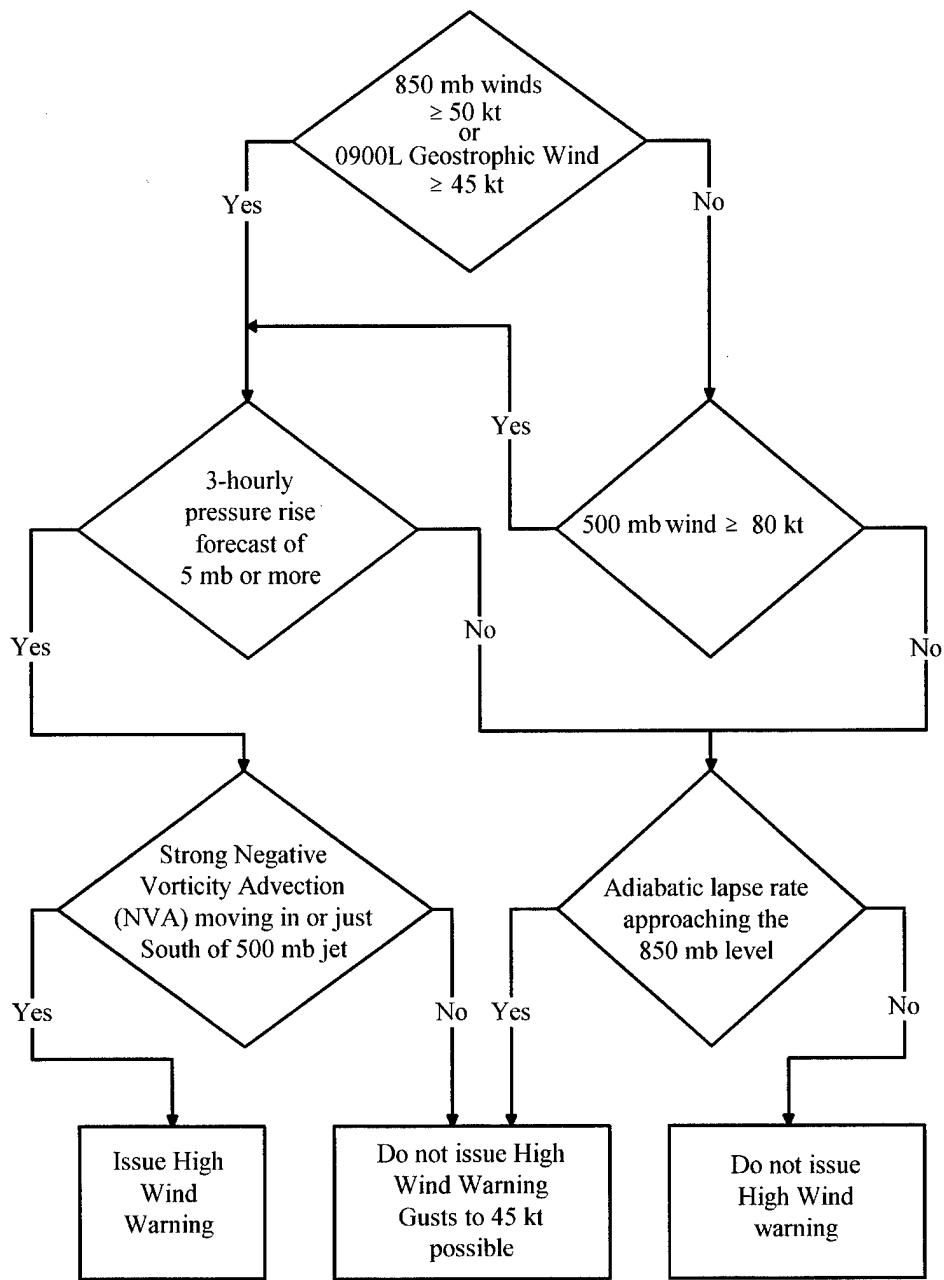 850 mb winds
≥ 50 kt
or
0900L Geostrophic Wind
≥ 45 kt
Yes
No
3-hourly
pressure rise
forecast of
5 mb or more
Yes
500 mb wind ≥ 80 kt
Yes
No
No
Strong Negative
Vorticity Advection
(NVA) moving in or just
South of 500 mb jet
Adiabatic lapse rate
approaching the
850 mb level
Yes
No
Yes
No
Issue High
Wind
Warning
Do not issue High
Wind Warning
Gusts to 45 kt
possible
Do not issue
High Wind
warning